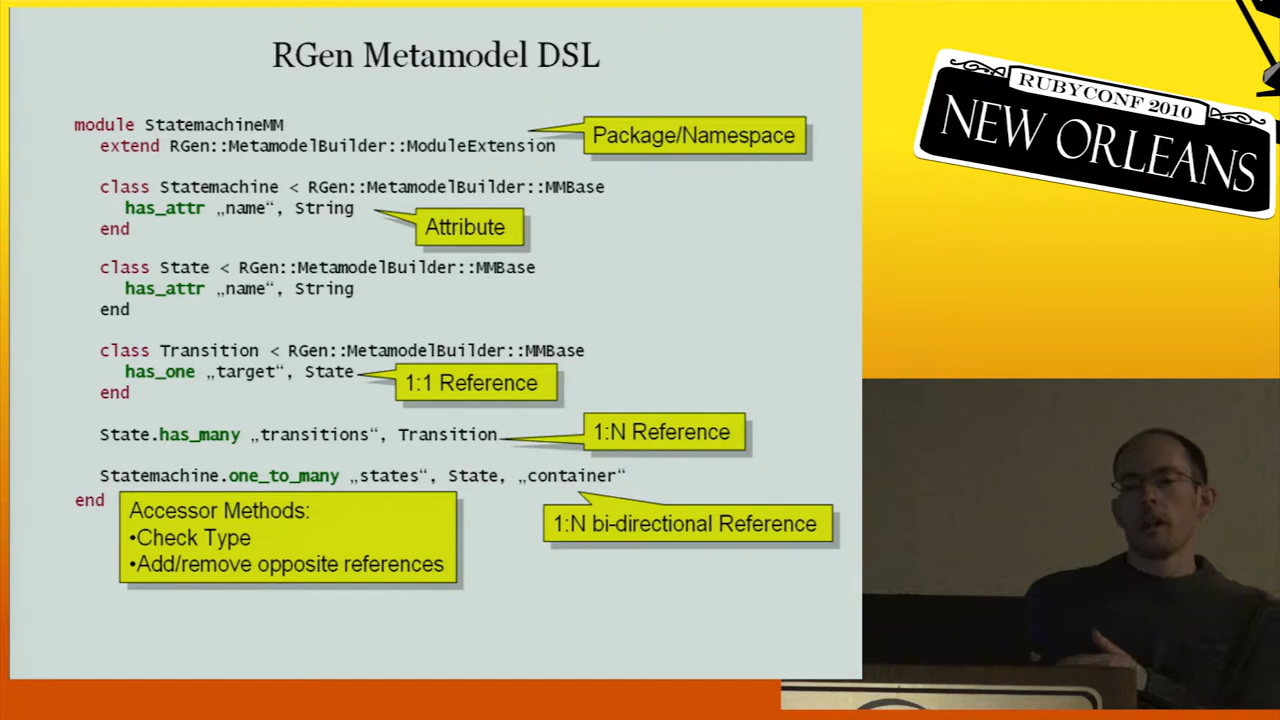 RGen Metamodel DSL
module StatemachineMM
extend RGen::MetamodelBuilder::ModuleExtension
Package/Namespace
class Statemachine < RGen::MetamodelBuilder::MMBase
has_attr „name“, String
end
Attribute
class State < RGen::MetamodelBuilder::MMBase
has_attr „name“, String
end
class Transition < RGen::MetamodelBuilder::MMBase
has_one „target“, State
end
1:1 Reference
State.has_many „transitions“, Transition
1:N Reference
Statemachine.one_to_many „states“, State, „container“
end
1:N bi-directional Reference
Accessor Methods:
•Check Type
•Add/remove opposite references
RUBYCONF 2010
NEW ORLEANS